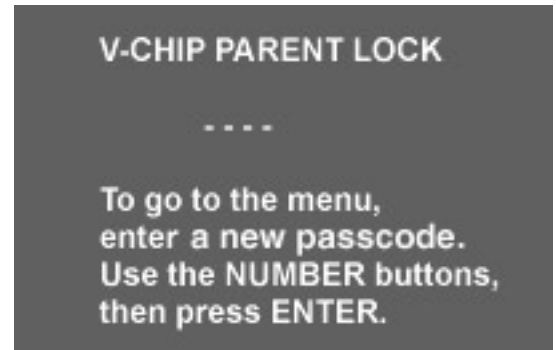 V-CHIP PARENT LOCK
- - - -
To go to the menu,
enter a new passcode.
Use the NUMBER buttons,
then press ENTER.